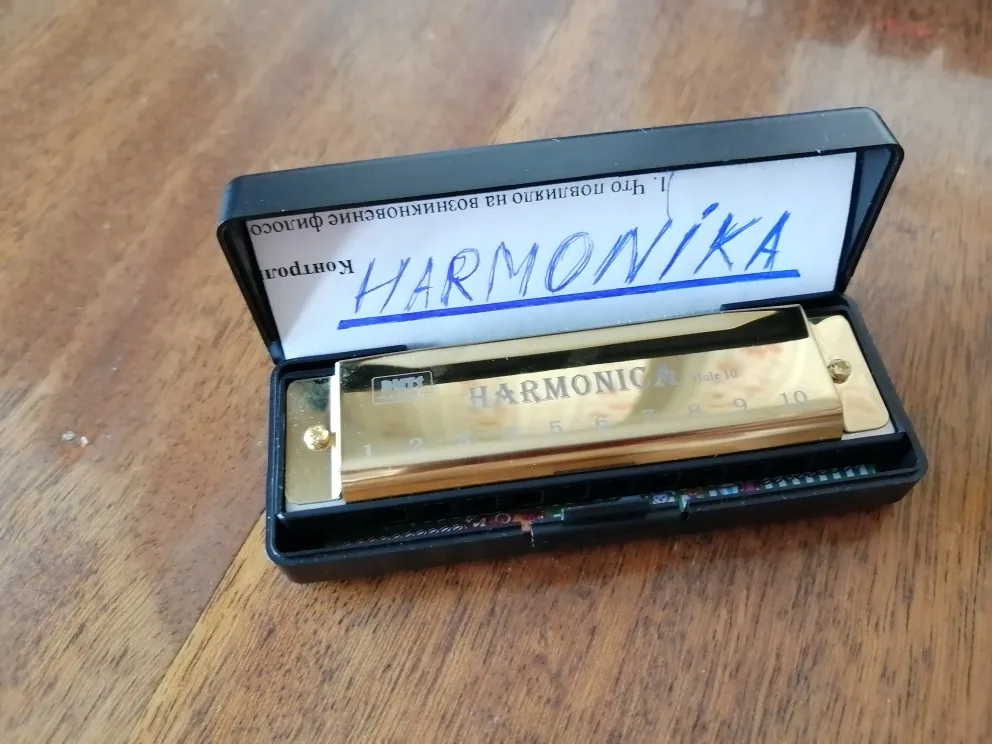 1. Что повлияло на возникновение филосо
Контроль
HARMONiKA
HARMONICA Hole 10
1 2 3 4 5 6 7 8 9 10